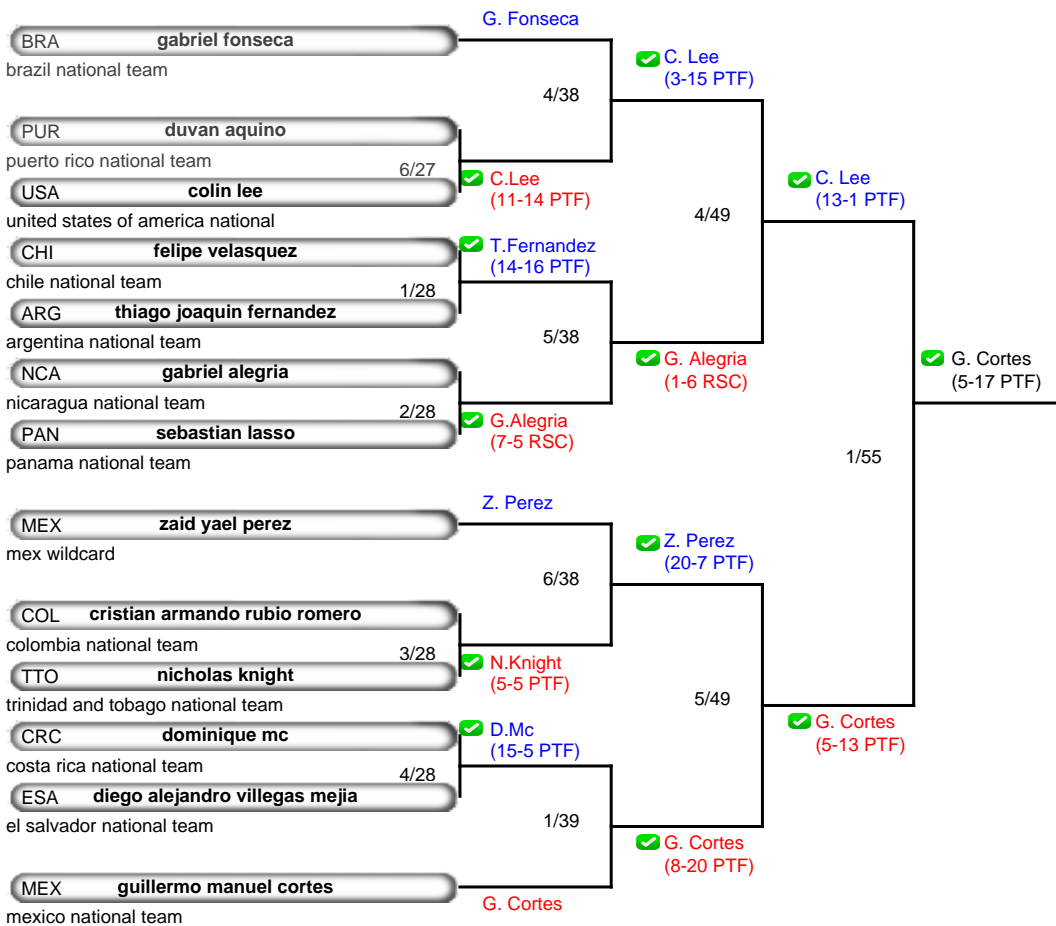 G. Fonseca
BRA gabriel fonseca
brazil national team
C. Lee
(3-15 PTF)
4/38
PUR duvan aquino
puerto rico national team
6/27
C.Lee
(11-14 PTF)
USA colin lee
united states of america national
C. Lee
(13-1 PTF)
4/49
CHI felipe velasquez
chile national team
T.Fernandez
(14-16 PTF)
1/28
ARG thiago joaquin fernandez
argentina national team
5/38
G. Alegria
(1-6 RSC)
G. Cortes
(5-17 PTF)
NCA gabriel alegria
nicaragua national team
2/28
G.Alegria
(7-5 RSC)
PAN sebastian lasso
panama national team
1/55
Z. Perez
MEX zaid yael perez
mex wildcard
Z. Perez
(20-7 PTF)
6/38
COL cristian armando rubio romero
colombia national team
3/28
N.Knight
(5-5 PTF)
TTO nicholas knight
trinidad and tobago national team
5/49
G. Cortes
(5-13 PTF)
CRC dominique mc
costa rica national team
D.Mc
(15-5 PTF)
4/28
ESA diego alejandro villegas mejia
el salvador national team
1/39
G. Cortes
(8-20 PTF)
MEX guillermo manuel cortes
mexico national team
G. Cortes